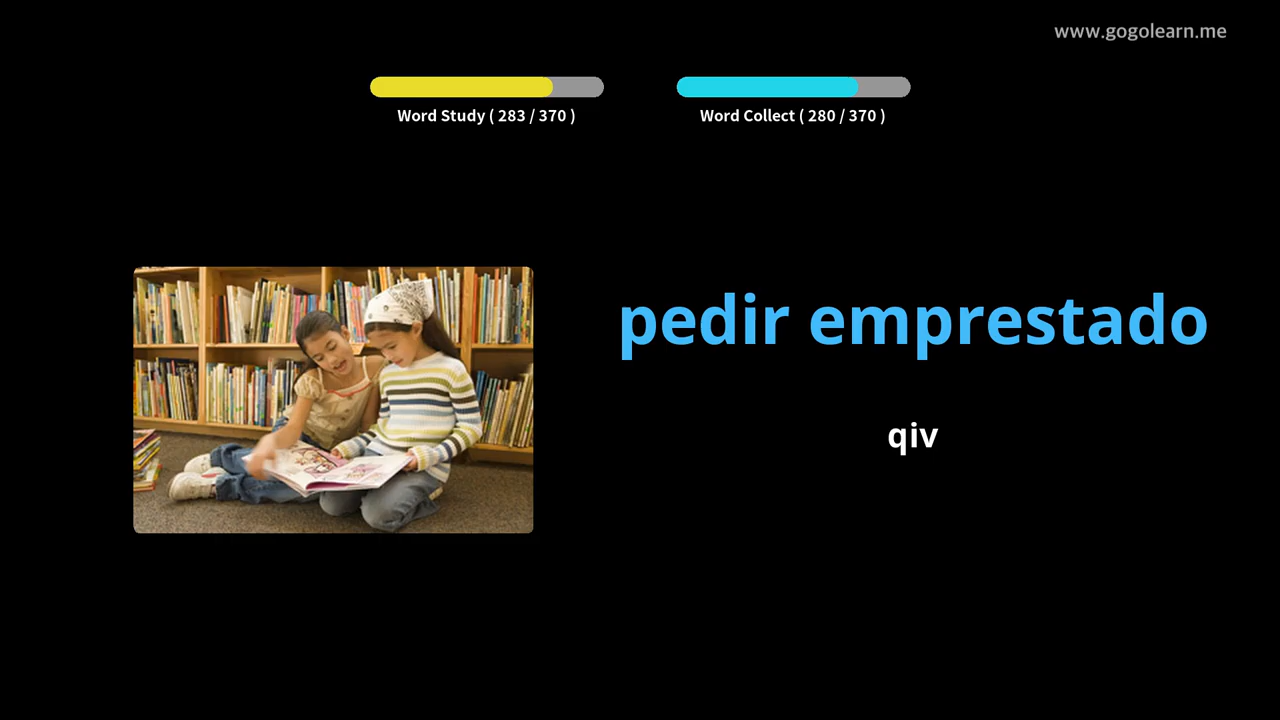 www.gogolearn.me
Word Study ( 283 / 370 )
Word Collect ( 280 / 370 )
pedir emprestado
qiv